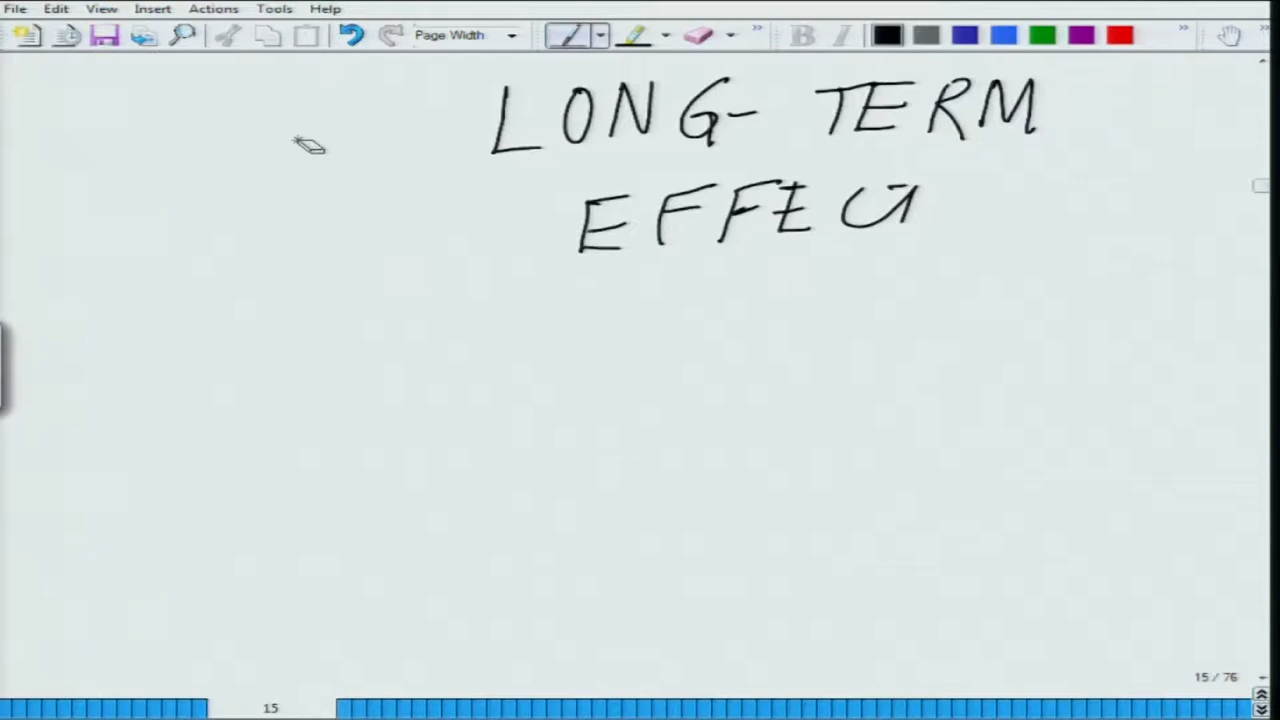 File Edit View Insert Actions Tools Help
Page Width
B I
LONG-TERM
EFFECT
15 / 76
15